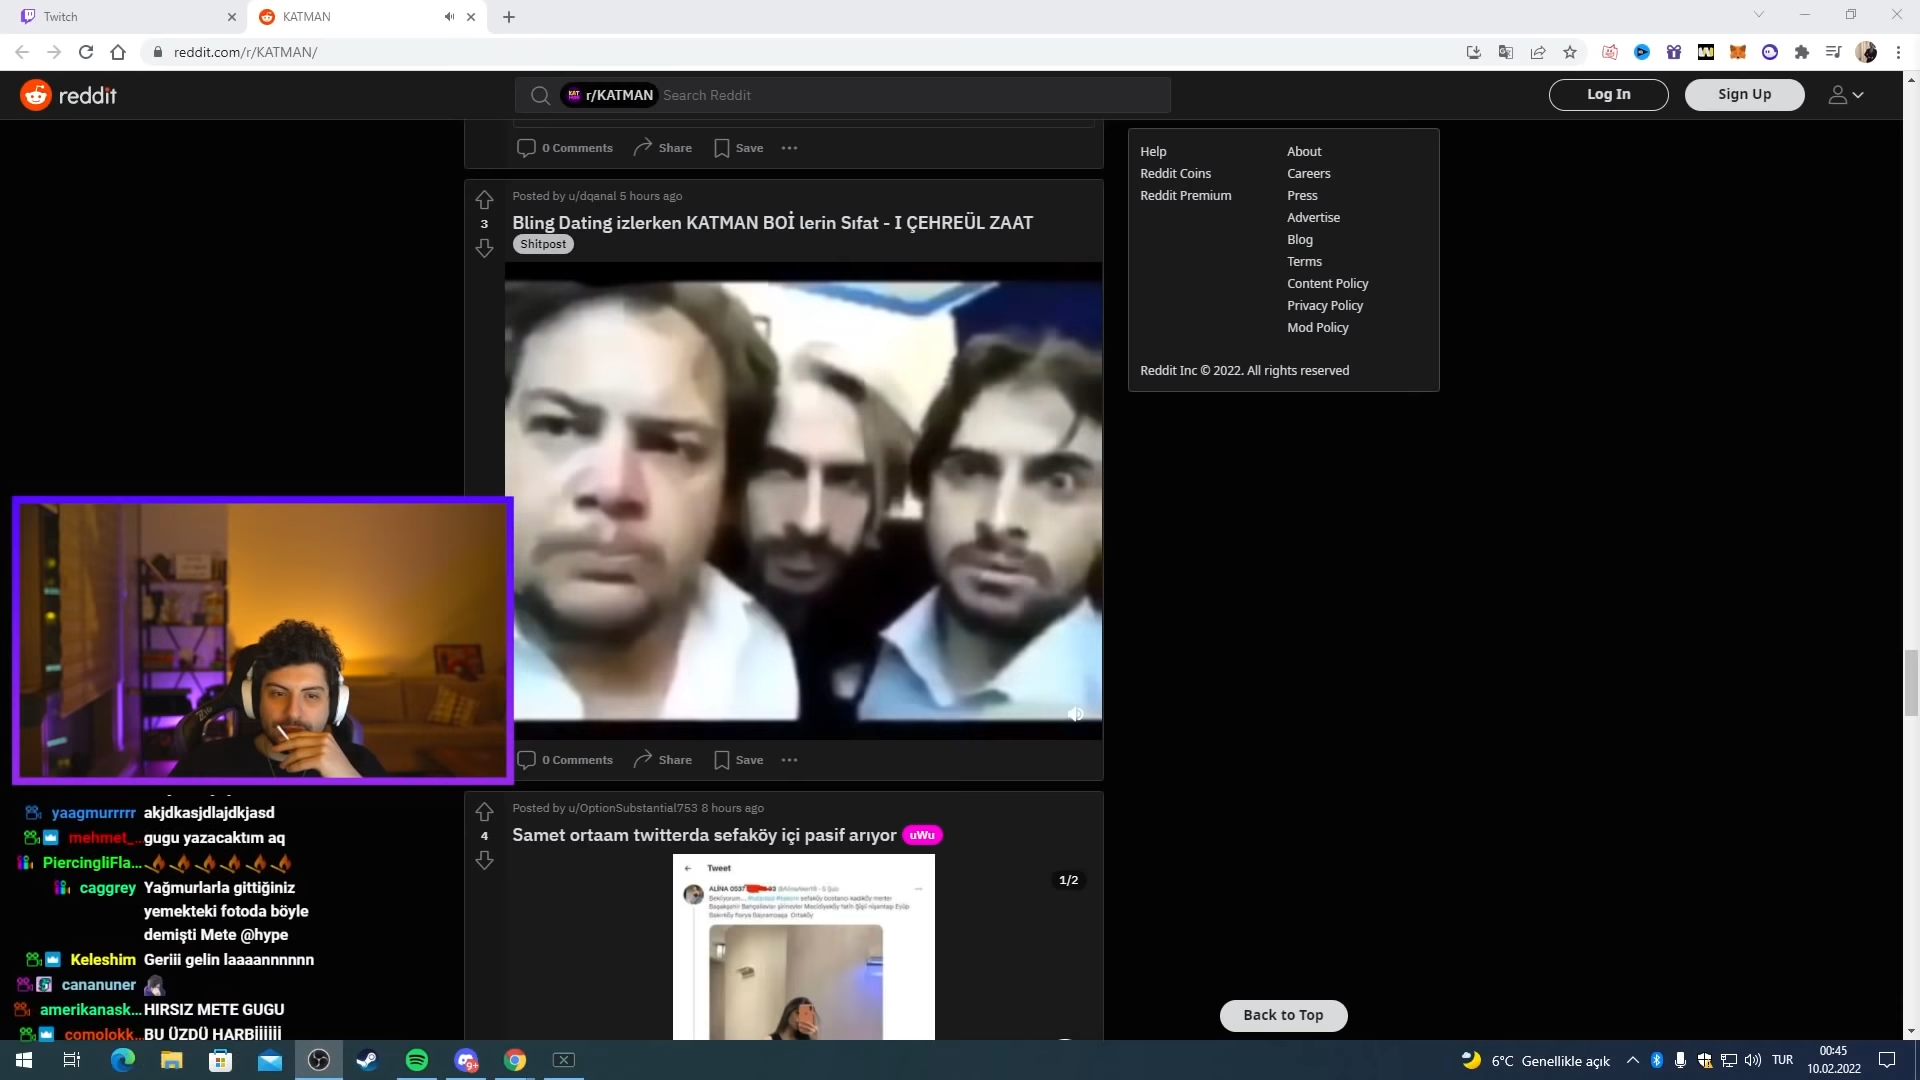 Twitch
KATMAN
reddit.com/r/KATMAN/
reddit
r/KATMAN
Search Reddit
Log In
Sign Up
0 Comments
Share
Save
Help
About
Reddit Coins
Careers
Reddit Premium
Press
Advertise
Blog
Terms
Content Policy
Privacy Policy
Mod Policy
Reddit Inc © 2022. All rights reserved
Posted by u/dqanal 5 hours ago
3
Bling Dating izlerken KATMAN BOİ lerin Sıfat - I ÇEHREÜL ZAAT
Shitpost
0 Comments
Share
Save
Posted by u/OptionSubstantial753 8 hours ago
4
Samet ortaam twitterda sefaköy içi pasif arıyor
uWu
Tweet
1/2
ALİNA 0537
yaagmurrrrr akjdkasjdlajdkjasd
mehmet_... gugu yazacaktım aq
PiercingliFla...
caggrey Yağmurlarla gittiğiniz
yemekteki fotoda böyle
demişti Mete @hype
Keleshim Geriii gelin laaaannnnnn
cananuner
amerikanask... HIRSIZ METE GUGU
comolokk... BU ÜZDÜ HARBİİİİİİ
Back to Top
9+
6°C Genellikle açık
TUR
00:45
10.02.2022